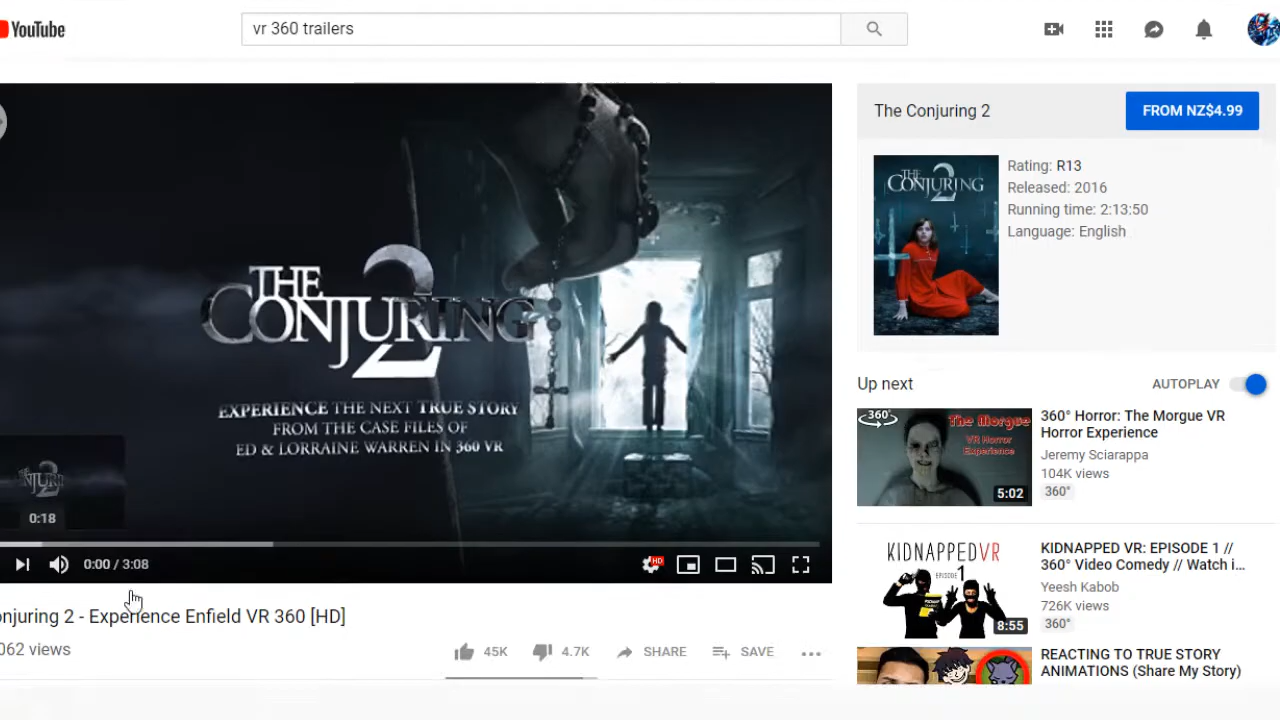 YouTube
vr 360 trailers
THE
CONJURING
2
EXPERIENCE THE NEXT TRUE STORY
FROM THE CASE FILES OF
ED & LORRAINE WARREN IN 360 VR
0:18
0:00 / 3:08
HD
onjuring 2 - Experience Enfield VR 360 [HD]
062 views
45K
4.7K
SHARE
SAVE
The Conjuring 2
FROM NZ$4.99
THE
CONJURING
2
Rating: R13
Released: 2016
Running time: 2:13:50
Language: English
Up next
AUTOPLAY
360°
The Morgue
VR Horror
Experience
5:02
360° Horror: The Morgue VR
Horror Experience
Jeremy Sciarappa
104K views
360°
KIDNAPPED VR
EPISODE
1
8:55
KIDNAPPED VR: EPISODE 1 //
360° Video Comedy // Watch i...
Yeesh Kabob
726K views
360°
REACTING TO TRUE STORY
ANIMATIONS (Share My Story)